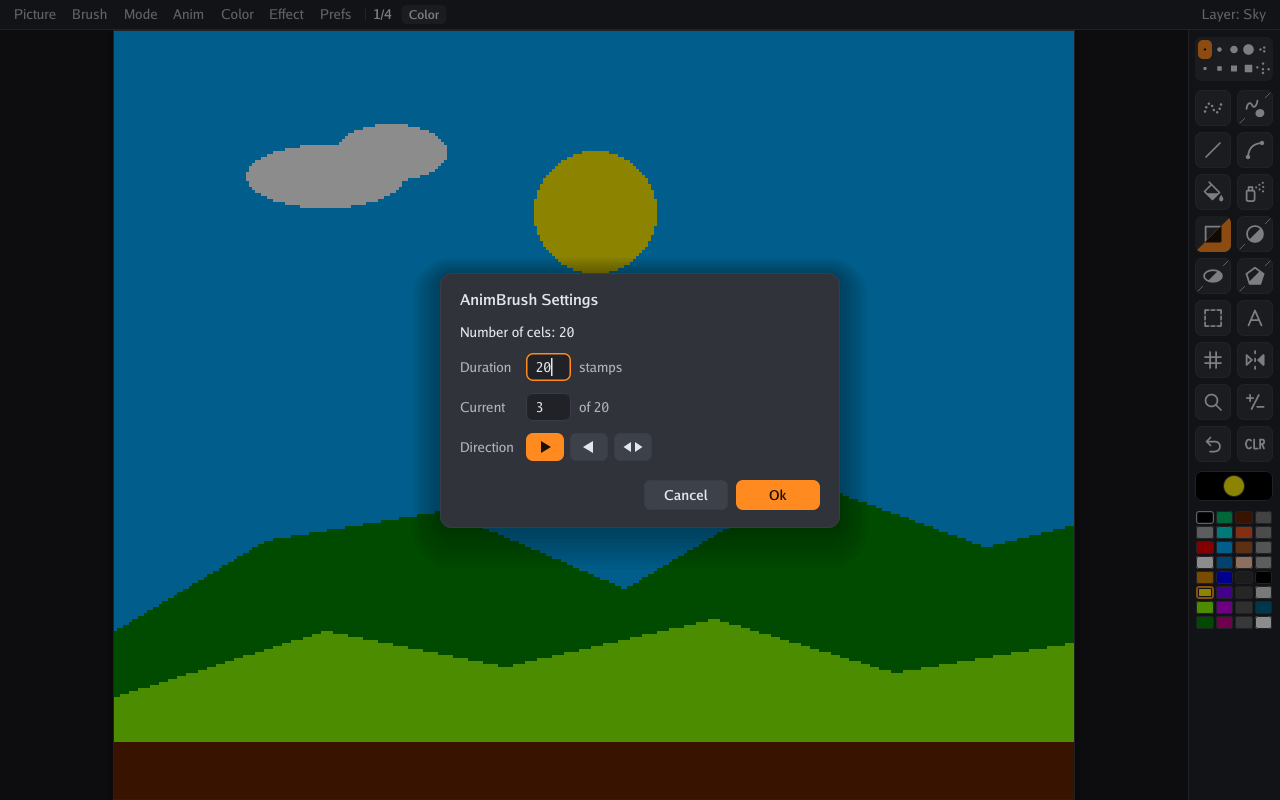 Picture Brush Mode Anim Color Effect Prefs 1/4 Color Layer: Sky
AnimBrush Settings
Number of cels: 20
Duration 20 stamps
Current 3 of 20
Direction
Cancel Ok
A
CLR